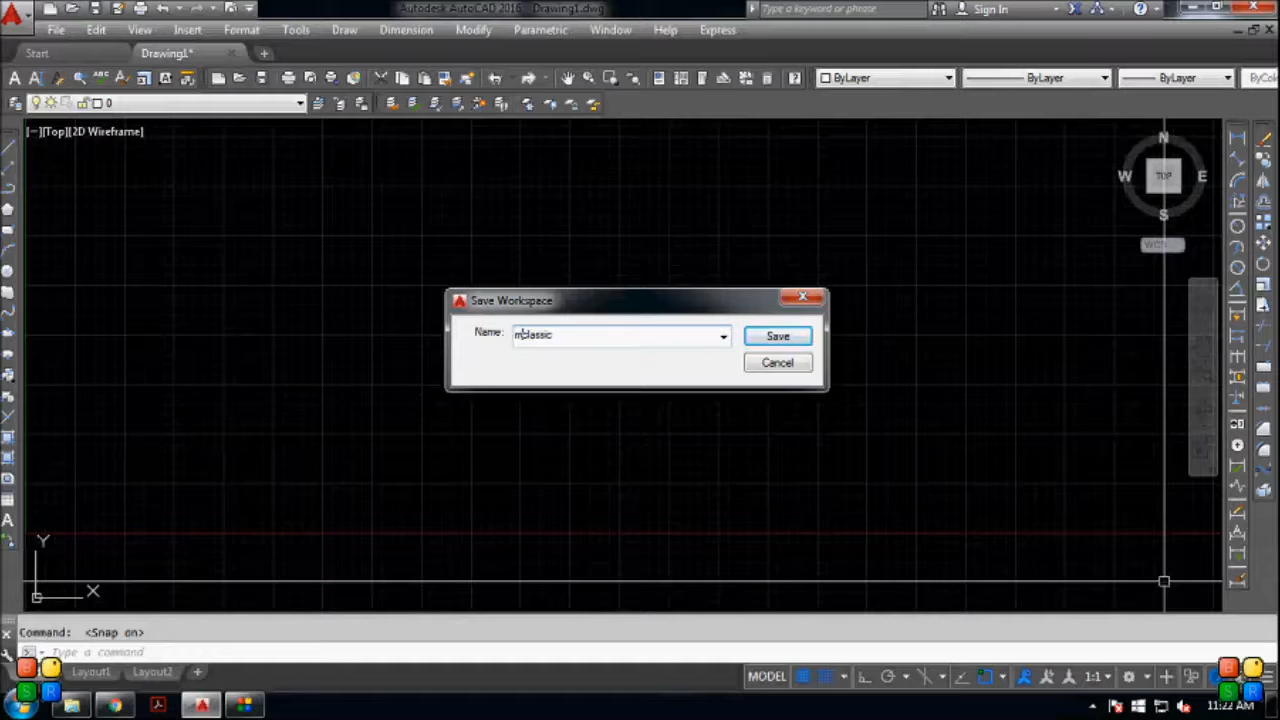 Autodesk AutoCAD 2016 Drawing1.dwg
Type a keyword or phrase
Sign In
File Edit View Insert Format Tools Draw Dimension Modify Parametric Window Help Express
Start
Drawing1*
ByLayer
ByLayer
ByLayer
ByCol
0
[−][Top][2D Wireframe]
N
W TOP E
S
Save Workspace
Name:
Save
Cancel
Y
X
Command: <Snap on>
Type a command
Layout1 Layout2
MODEL
1:1
B
S R
B
S R
11:22 AM